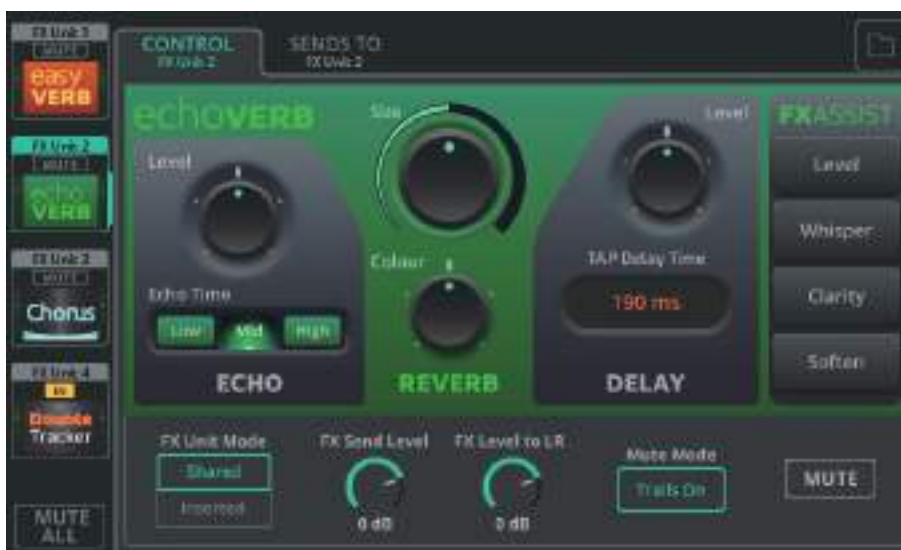 FX Unit 1
MUTE
easy
VERB
FX Unit 2
MUTE
echo
VERB
FX Unit 3
MUTE
Chorus
FX Unit 4
Double
Tracker
MUTE
ALL
CONTROL
FX Unit 2
SENDS TO
FX Unit 2
echoVERB
Level
Echo Time
Low
Mid
High
ECHO
Size
Colour
REVERB
Level
TAP Delay Time
190 ms
DELAY
FXASSIST
Level
Whisper
Clarity
Soften
FX Unit Mode
Shared
Inserted
FX Send Level
0 dB
FX Level to LR
0 dB
Mute Mode
Trails On
MUTE